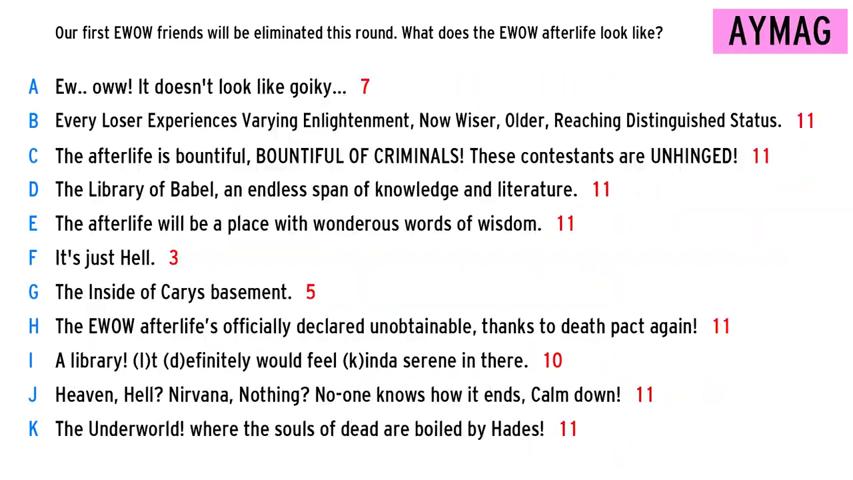 Our first EWOW friends will be eliminated this round. What does the EWOW afterlife look like?
AYMAG
A Ew.. oww! It doesn't look like goiky... 7
B Every Loser Experiences Varying Enlightenment, Now Wiser, Older, Reaching Distinguished Status. 11
C The afterlife is bountiful, BOUNTIFUL OF CRIMINALS! These contestants are UNHINGED! 11
D The Library of Babel, an endless span of knowledge and literature. 11
E The afterlife will be a place with wonderous words of wisdom. 11
F It's just Hell. 3
G The Inside of Carys basement. 5
H The EWOW afterlife’s officially declared unobtainable, thanks to death pact again! 11
I A library! (I)t (d)efinitely would feel (k)inda serene in there. 10
J Heaven, Hell? Nirvana, Nothing? No-one knows how it ends, Calm down! 11
K The Underworld! where the souls of dead are boiled by Hades! 11